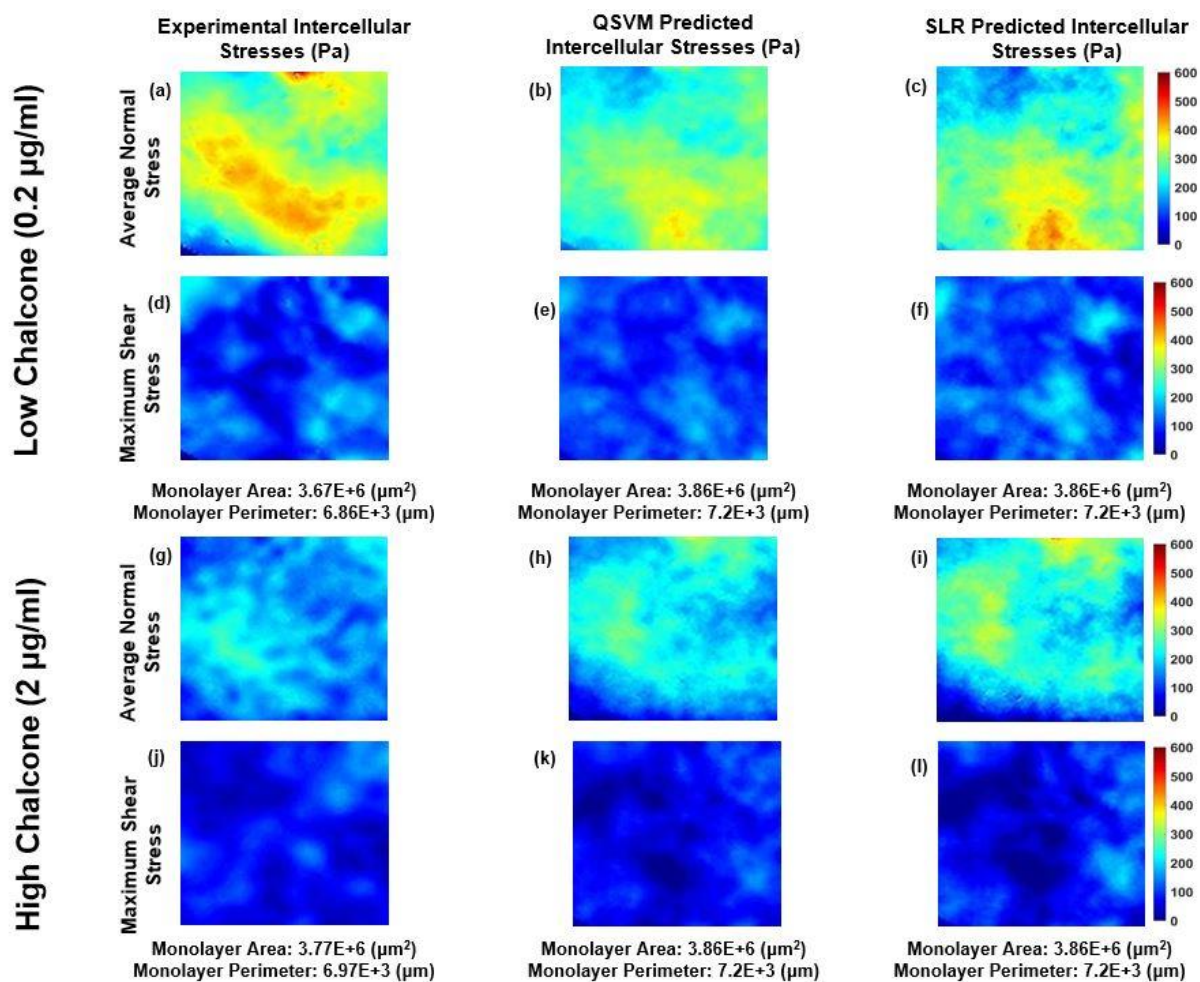 Experimental Intercellular
Stresses (Pa)
QSVM Predicted
Intercellular Stresses (Pa)
SLR Predicted Intercellular
Stresses (Pa)
Low Chalcone (0.2 µg/ml)
Average Normal
Stress
(a)
(b)
(c)
600
500
400
300
200
100
0
Maximum Shear
Stress
(d)
(e)
(f)
600
500
400
300
200
100
0
Monolayer Area: 3.67E+6 (µm²)
Monolayer Perimeter: 6.86E+3 (µm)
Monolayer Area: 3.86E+6 (µm²)
Monolayer Perimeter: 7.2E+3 (µm)
Monolayer Area: 3.86E+6 (µm²)
Monolayer Perimeter: 7.2E+3 (µm)
High Chalcone (2 µg/ml)
Average Normal
Stress
(g)
(h)
(i)
600
500
400
300
200
100
0
Maximum Shear
Stress
(j)
(k)
(l)
600
500
400
300
200
100
0
Monolayer Area: 3.77E+6 (µm²)
Monolayer Perimeter: 6.97E+3 (µm)
Monolayer Area: 3.86E+6 (µm²)
Monolayer Perimeter: 7.2E+3 (µm)
Monolayer Area: 3.86E+6 (µm²)
Monolayer Perimeter: 7.2E+3 (µm)